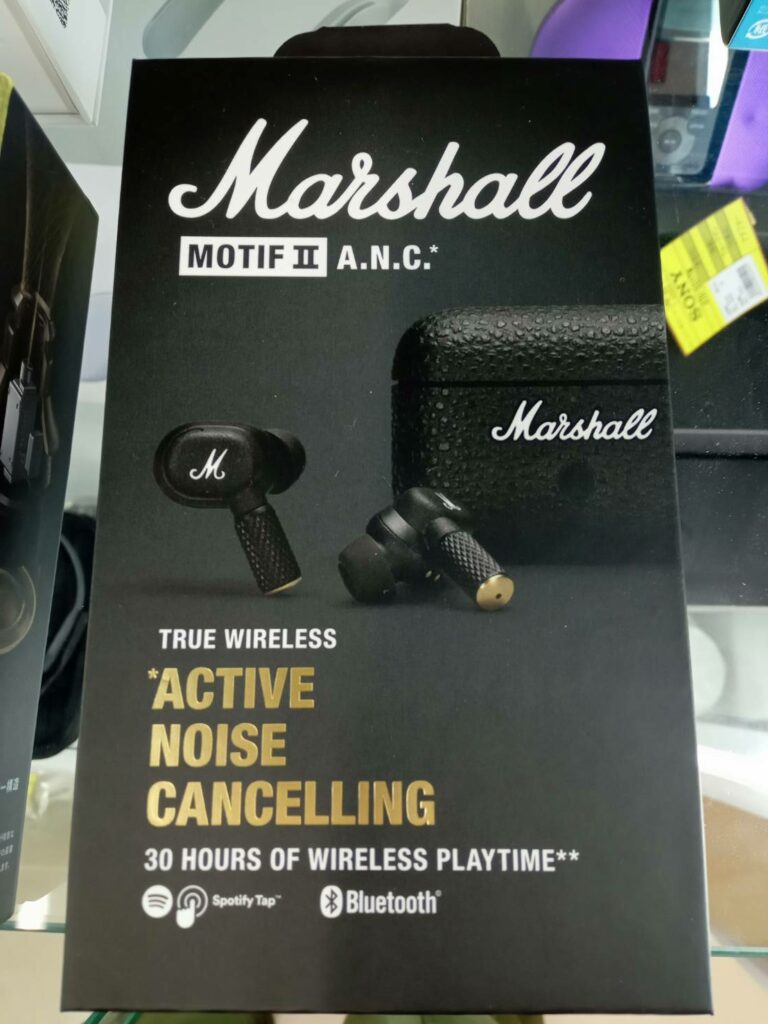 Marshall
MOTIF II A.N.C.*
Marshall
M
TRUE WIRELESS
*ACTIVE
NOISE
CANCELLING
30 HOURS OF WIRELESS PLAYTIME**
Spotify Tap™
Bluetooth®
SONY